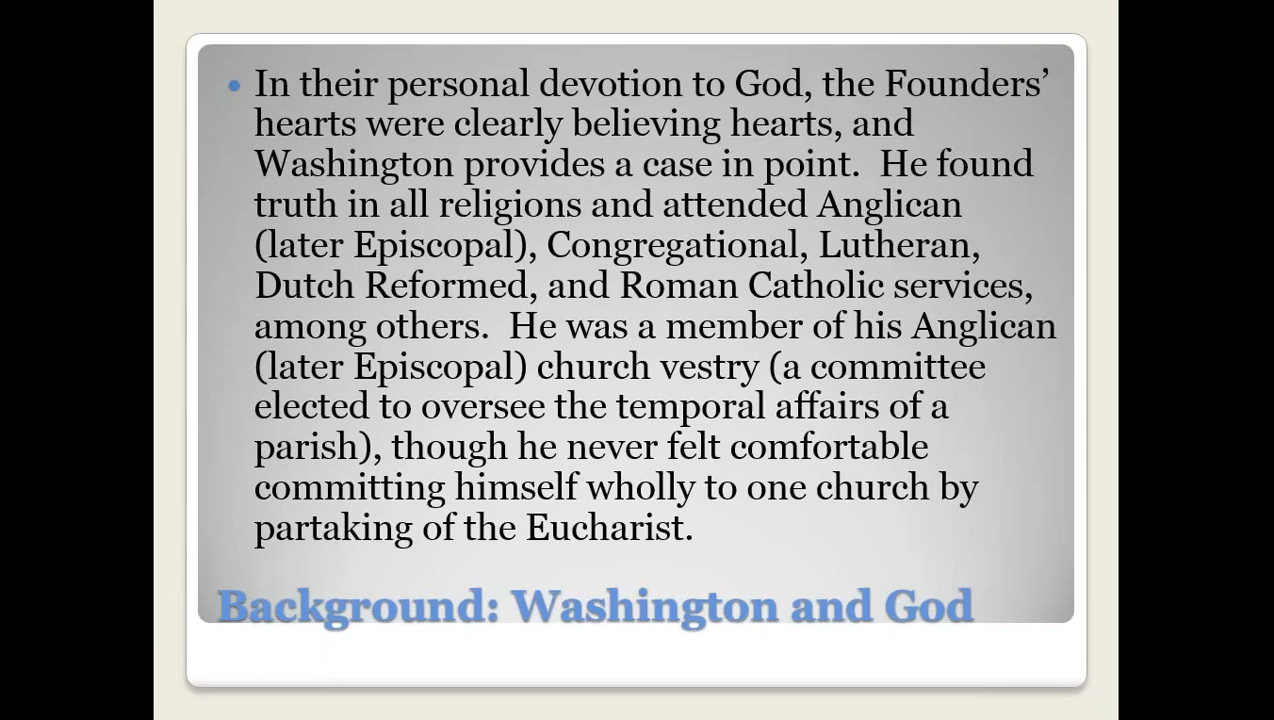 In their personal devotion to God, the Founders’
hearts were clearly believing hearts, and
Washington provides a case in point.  He found
truth in all religions and attended Anglican
(later Episcopal), Congregational, Lutheran,
Dutch Reformed, and Roman Catholic services,
among others.  He was a member of his Anglican
(later Episcopal) church vestry (a committee
elected to oversee the temporal affairs of a
parish), though he never felt comfortable
committing himself wholly to one church by
partaking of the Eucharist.
Background: Washington and God